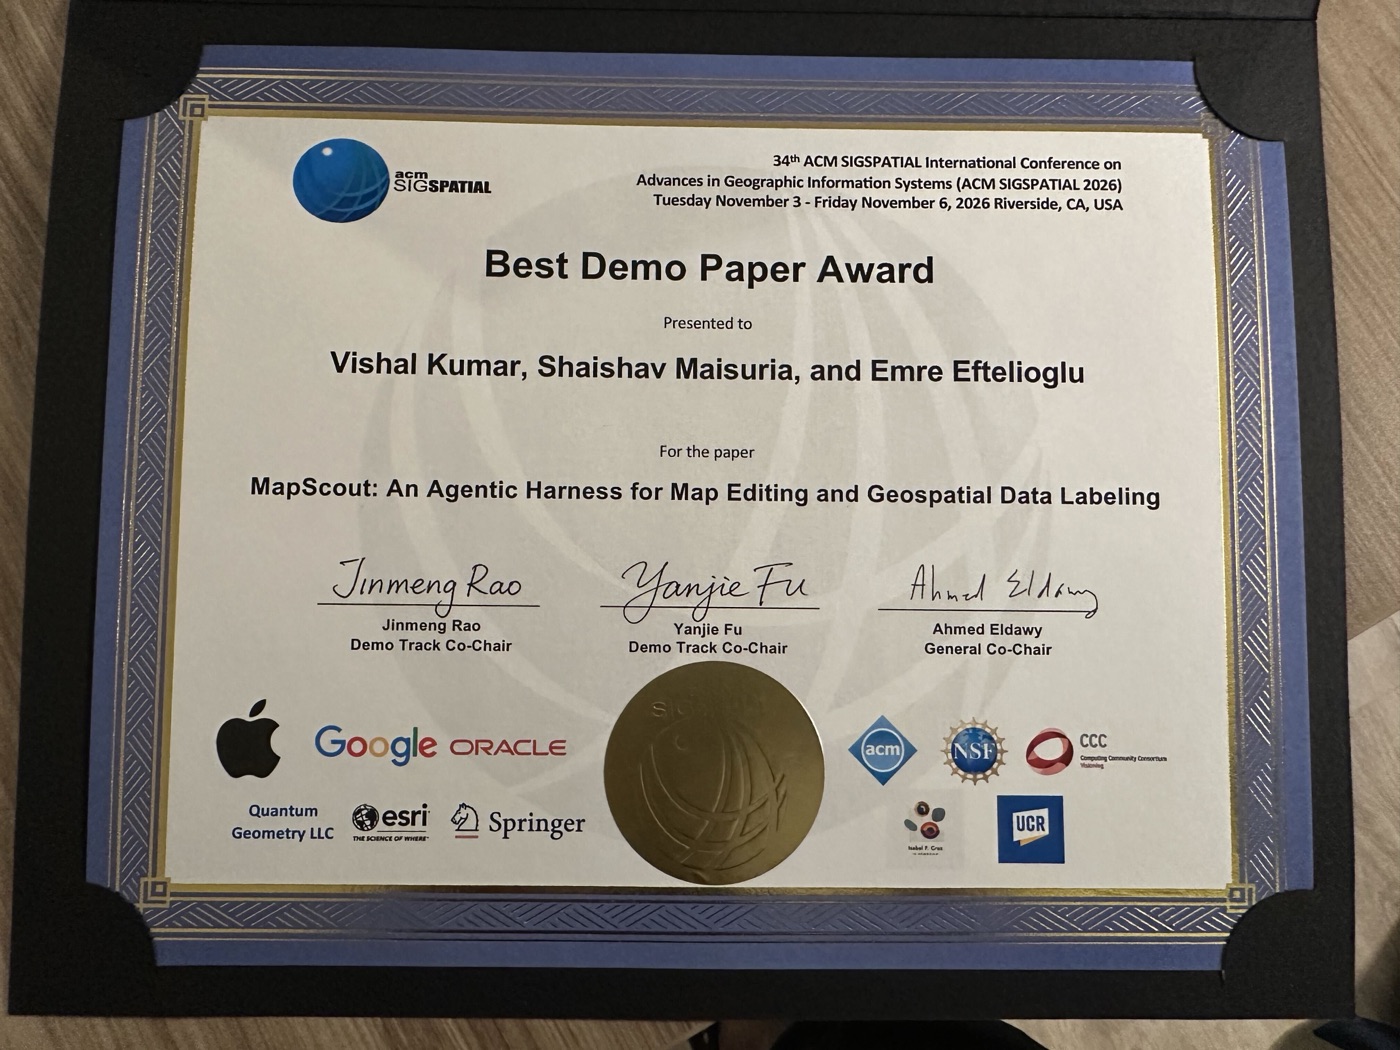 acm
SIGSPATIAL
34th ACM SIGSPATIAL International Conference on
Advances in Geographic Information Systems (ACM SIGSPATIAL 2026)
Tuesday November 3 - Friday November 6, 2026 Riverside, CA, USA
Best Demo Paper Award
Presented to
Vishal Kumar, Shaishav Maisuria, and Emre Eftelioglu
For the paper
MapScout: An Agentic Harness for Map Editing and Geospatial Data Labeling
Jinmeng Rao
Yanjie Fu
Ahmed Eldawy
Jinmeng Rao
Demo Track Co-Chair
Yanjie Fu
Demo Track Co-Chair
Ahmed Eldawy
General Co-Chair
Google
ORACLE
acm
NSF
CCC
Computing Community Consortium
Visioning
Quantum
Geometry LLC
esri
THE SCIENCE OF WHERE
Springer
Isabel F. Cruz
UCR